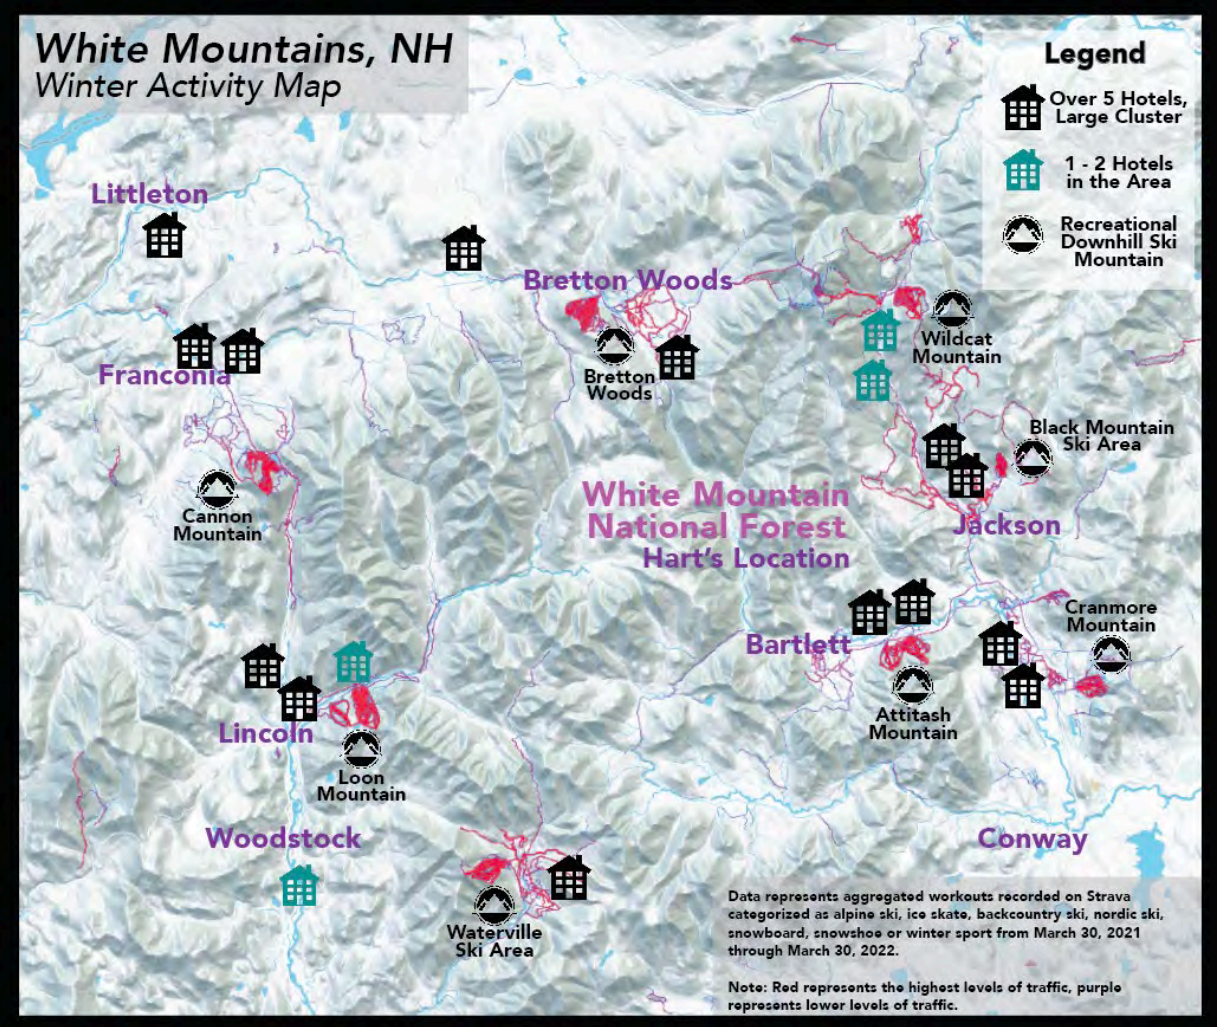 White Mountains, NH
Winter Activity Map
Legend
Over 5 Hotels,
Large Cluster
1 - 2 Hotels
in the Area
Recreational
Downhill Ski
Mountain
Littleton
Bretton Woods
Wildcat
Mountain
Franconia
Bretton
Woods
Black Mountain
Ski Area
Cannon
Mountain
White Mountain
National Forest
Hart's Location
Jackson
Cranmore
Mountain
Bartlett
Attitash
Mountain
Lincoln
Loon
Mountain
Woodstock
Conway
Waterville
Ski Area
Data represents aggregated workouts recorded on Strava
categorized as alpine ski, ice skate, backcountry ski, nordic ski,
snowboard, snowshoe or winter sport from March 30, 2021
through March 30, 2022.
Note: Red represents the highest levels of traffic, purple
represents lower levels of traffic.